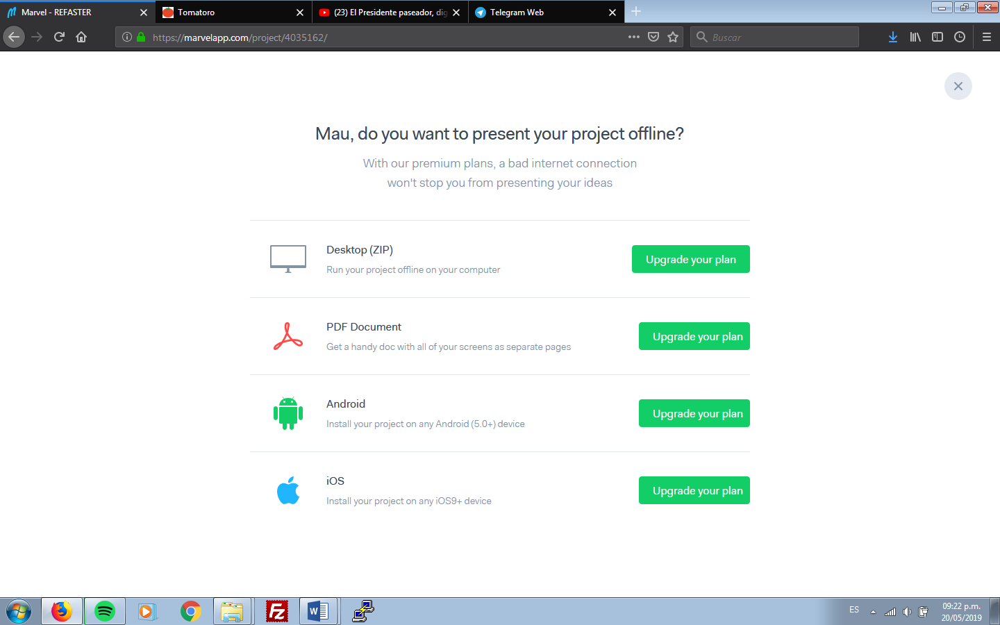 Marvel - REFASTER
Tomatoro
(23) El Presidente paseador, dig
Telegram Web
https://marvelapp.com/project/4035162/
Buscar
Mau, do you want to present your project offline?
With our premium plans, a bad internet connection
won't stop you from presenting your ideas
Desktop (ZIP)
Run your project offline on your computer
Upgrade your plan
PDF Document
Get a handy doc with all of your screens as separate pages
Upgrade your plan
Android
Install your project on any Android (5.0+) device
Upgrade your plan
iOS
Install your project on any iOS9+ device
Upgrade your plan
Fz
W
ES
09:22 p.m.
20/05/2019